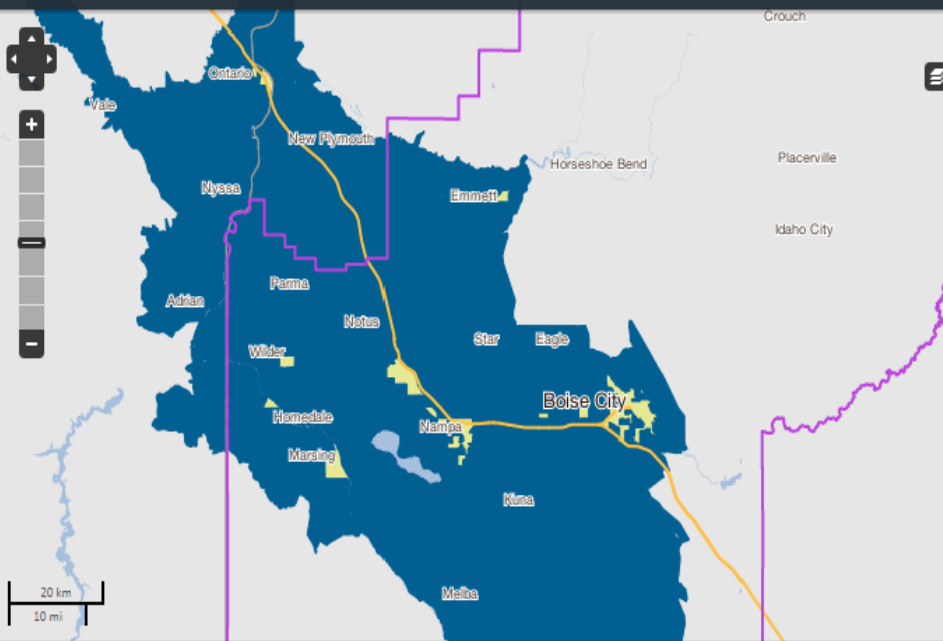 Crouch
Ontario
Vale
New Plymouth
Placerville
Horseshoe Bend
Nyssa
Emmett
Idaho City
Parma
Adrian
Notus
Star
Eagle
Wilder
Boise City
Homedale
Nampa
Marsing
Kuna
20 km
10 mi
Melba
+
−